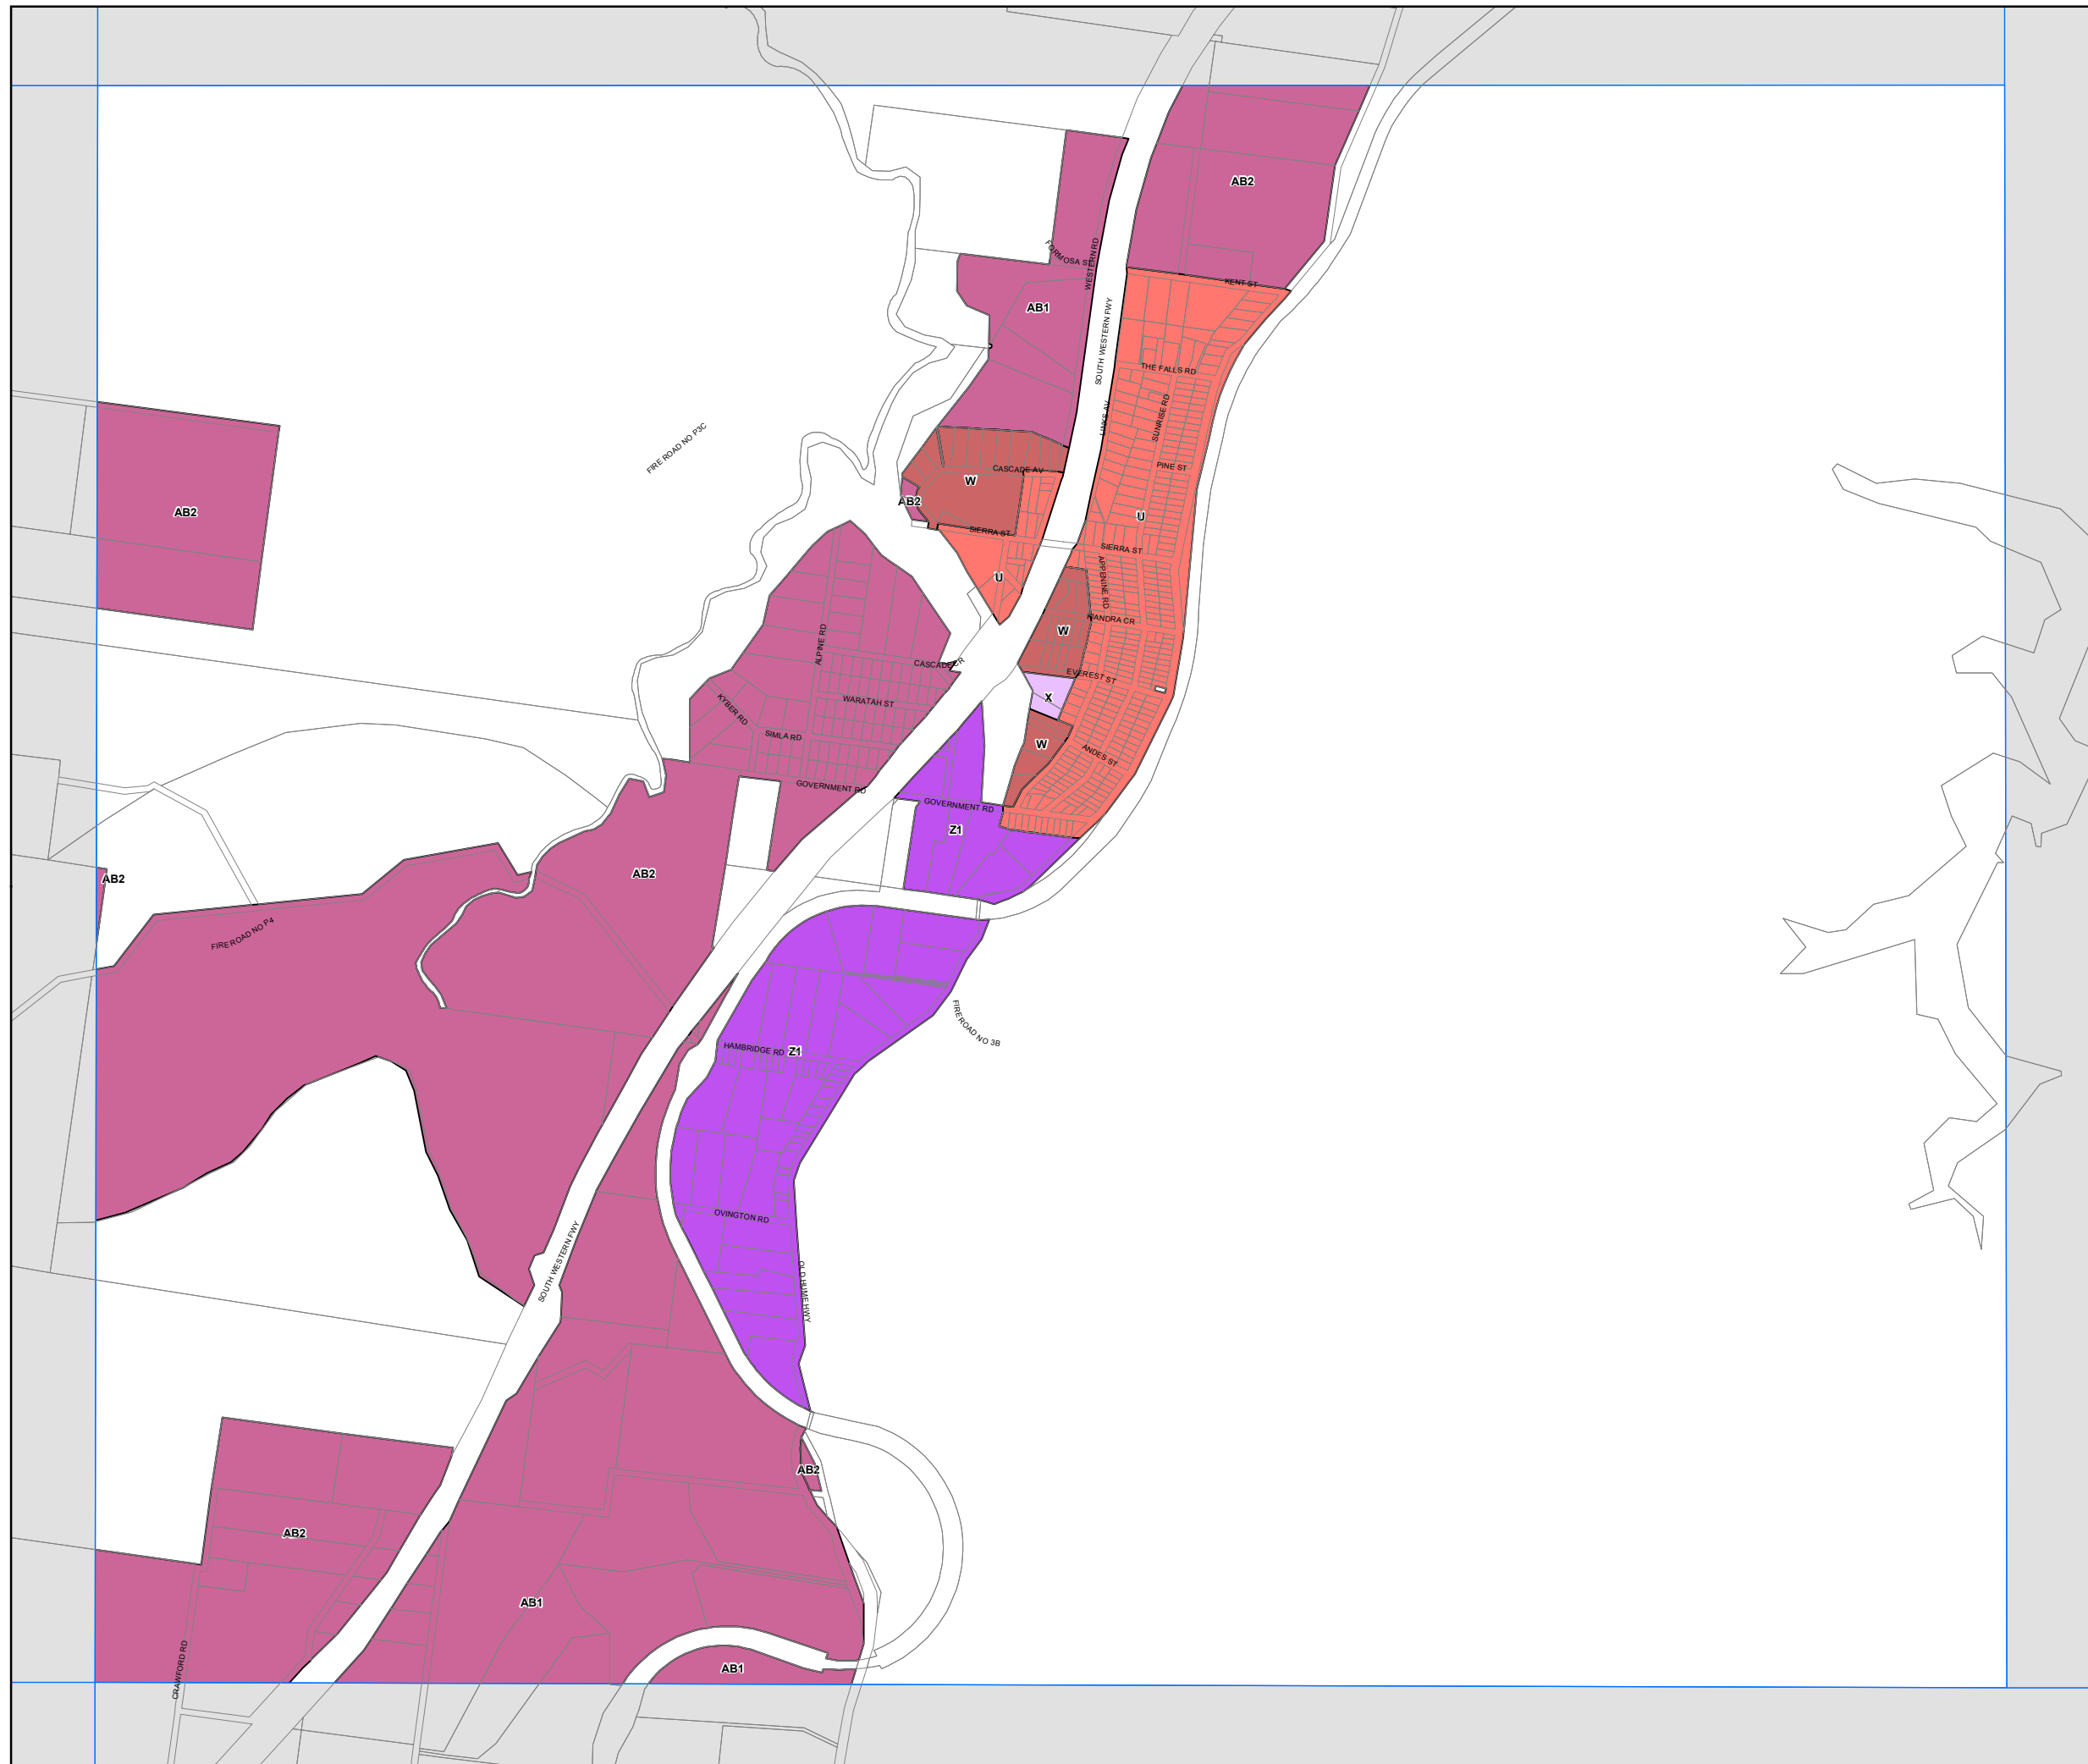 AB2
FORMOSA ST
WESTERN RD
KENT ST
AB1
SOUTH WESTERN FWY
THE FALLS RD
LINKS AV
SUNRISE RD
FIRE ROAD NO P3C
PINE ST
CASCADE AV
W
AB2
AB2
U
SIERRA ST
SIERRA ST
APPENINE RD
U
NANDRA CR
W
ALPINE RD
CASCADE CR
EVEREST ST
X
WARATAH ST
KYBER RD
SIMLA RD
W
ANDES ST
GOVERNMENT RD
GOVERNMENT RD
Z1
AB2
AB2
FIRE ROAD NO P4
FIRE ROAD NO 3B
HAMBRIDGE RD
Z1
OVINGTON RD
SOUTH WESTERN FWY
OLD HUME HWY
AB2
AB2
AB1
CRAWFORD RD
AB1